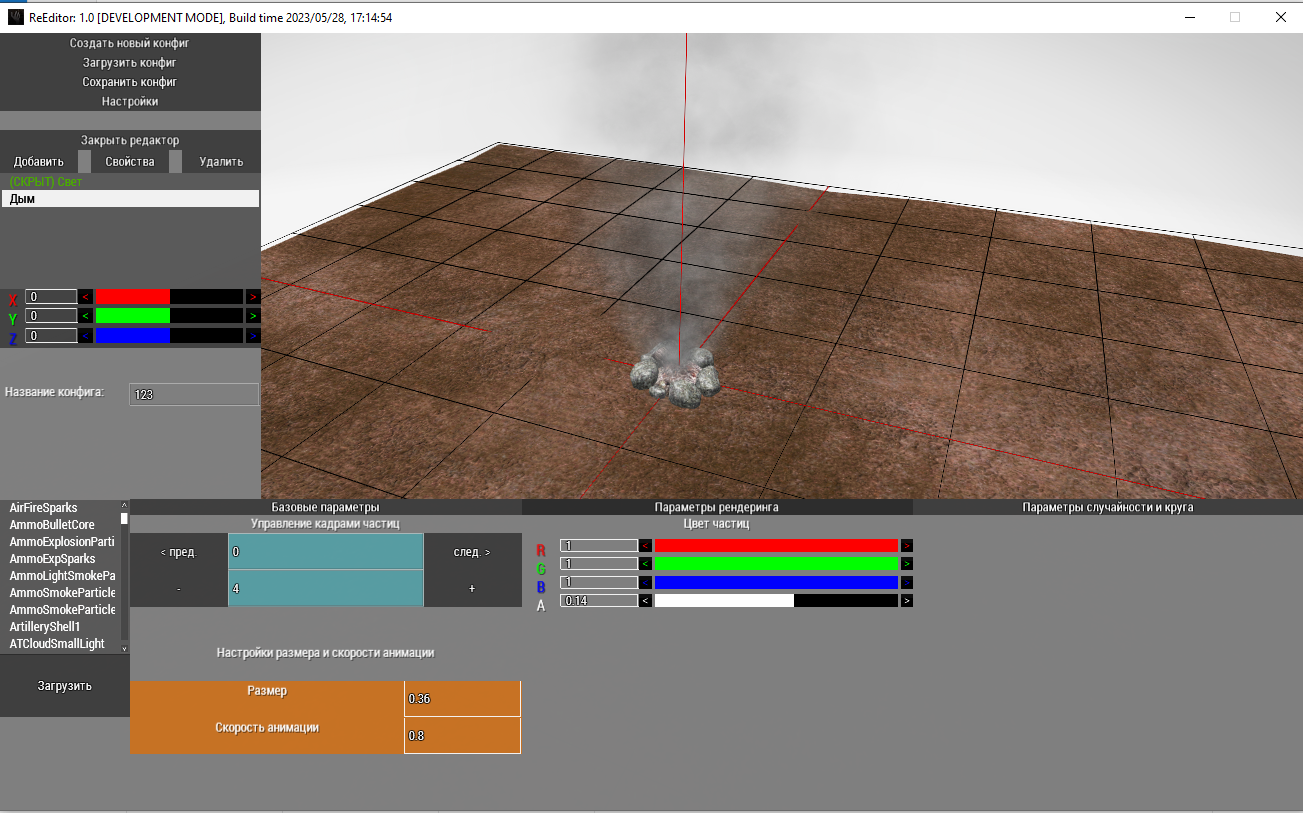 ReEditor: 1.0 [DEVELOPMENT MODE], Build time 2023/05/28, 17:14:54
Создать новый конфиг
Загрузить конфиг
Сохранить конфиг
Настройки
Закрыть редактор
Добавить Свойства Удалить
(СКРЫТ) Свет
Дым
X 0 < >
Y 0 < >
Z 0 < >
Название конфига: 123
AirFireSparks
AmmoBulletCore
AmmoExplosionParti
AmmoExpSparks
AmmoLightSmokePa
AmmoSmokeParticle
AmmoSmokeParticle
ArtilleryShell1
ATCloudSmallLight
Загрузить
Базовые параметры
Управление кадрами частиц
< пред. 0 след. >
- 4 +
Настройки размера и скорости анимации
Размер 0.36
Скорость анимации 0.8
Параметры рендеринга
Цвет частиц
R 1 < >
G 1 < >
B 1 < >
A 0.14 < >
Параметры случайности и круга